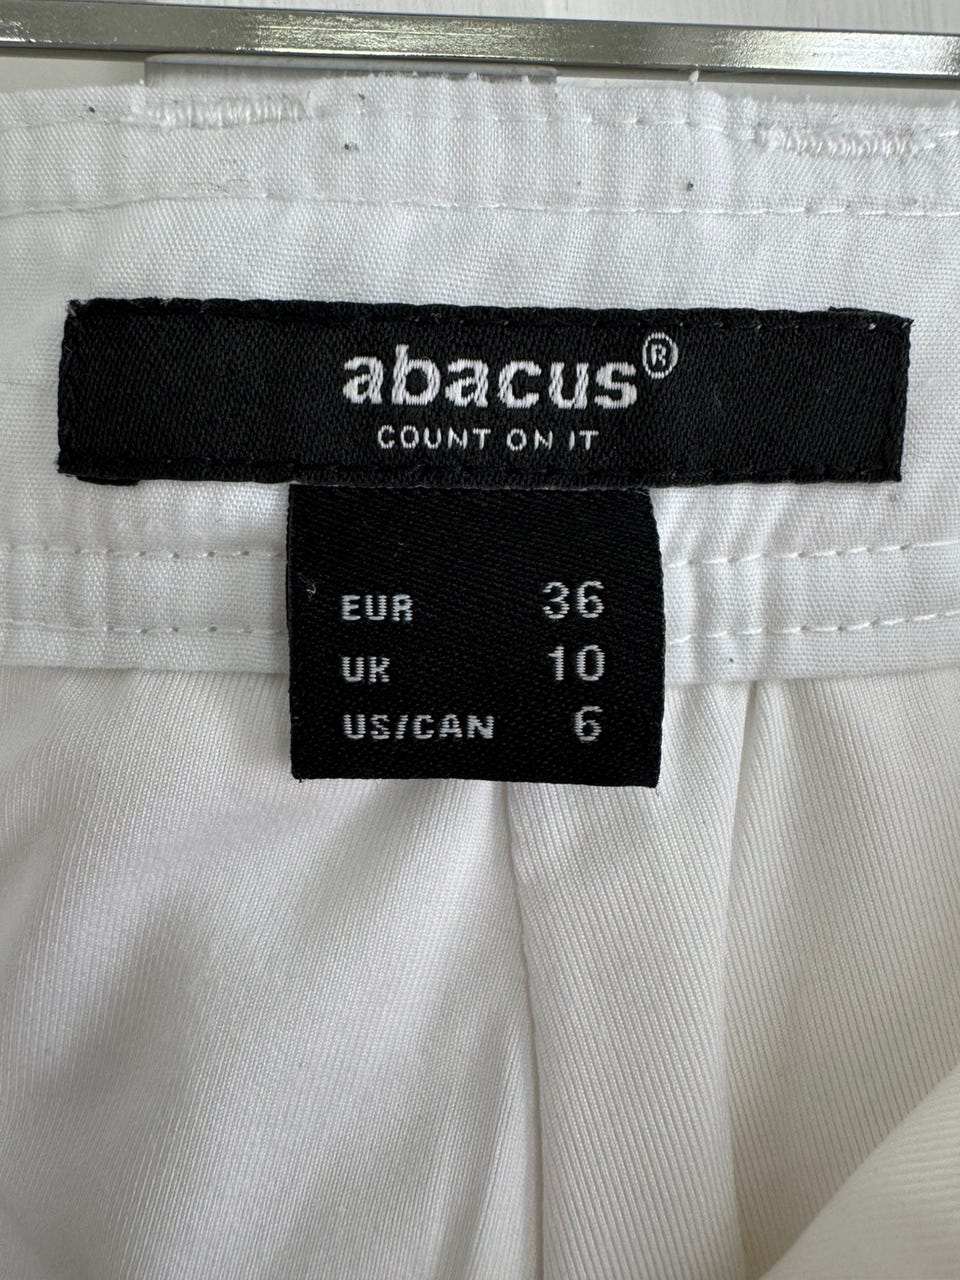 abacus®
COUNT ON IT
EUR 36
UK 10
US/CAN 6